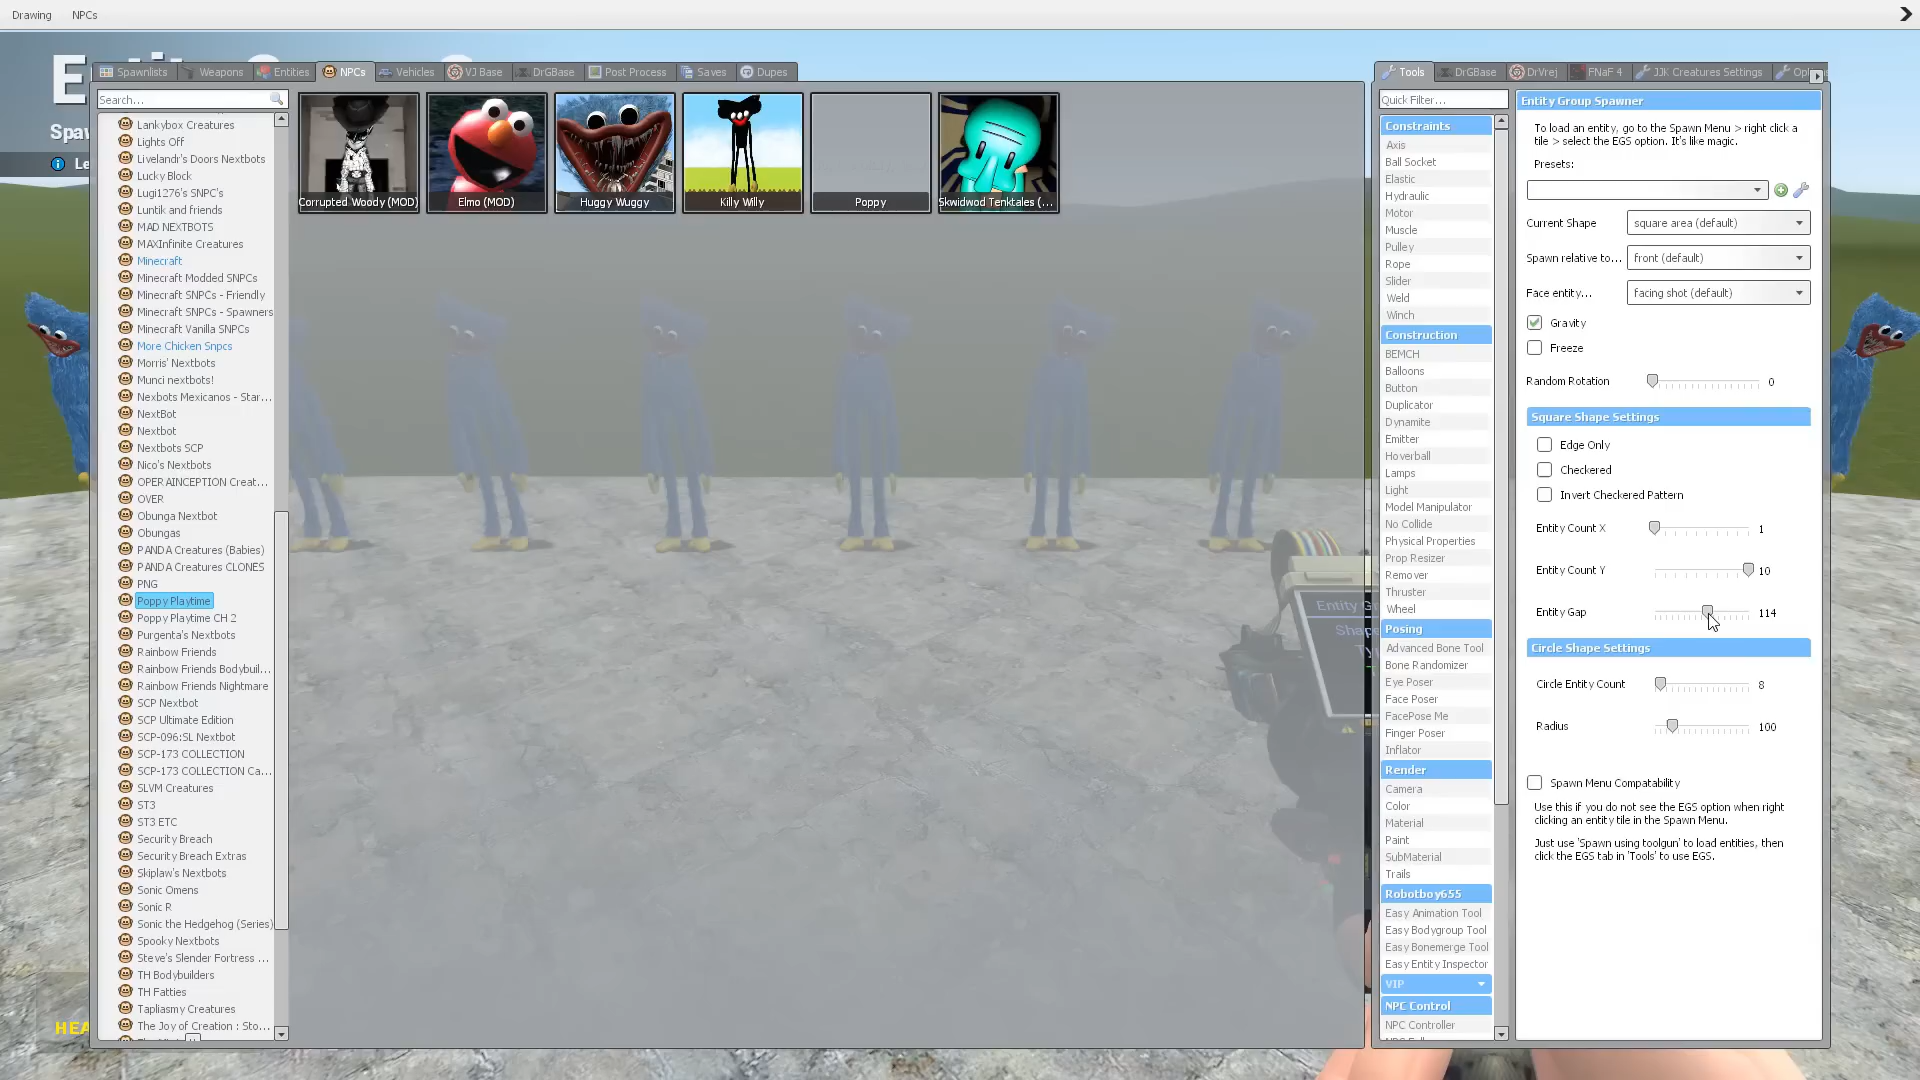 Drawing NPCs
Spawnlists Weapons Entities NPCs Vehicles VJ Base DrGBase Post Process Saves Dupes
Search...
Lankybox Creatures
Lights Off
Livelandr's Doors Nextbots
Lucky Block
Lugi1276's SNPC's
Luntik and friends
MAD NEXTBOTS
MAXInfinite Creatures
Minecraft
Minecraft Modded SNPCs
Minecraft SNPCs - Friendly
Minecraft SNPCs - Spawners
Minecraft Vanilla SNPCs
More Chicken Snpcs
Morris' Nextbots
Munci nextbots!
Nexbots Mexicanos - Star...
NextBot
Nextbot
Nextbots SCP
Nico's Nextbots
OPERAINCEPTION Creat...
OVER
Obunga Nextbot
Obungas
PANDA Creatures (Babies)
PANDA Creatures CLONES
PNG
Poppy Playtime
Poppy Playtime CH 2
Purgenta's Nextbots
Rainbow Friends
Rainbow Friends Bodybuil...
Rainbow Friends Nightmare
SCP Nextbot
SCP Ultimate Edition
SCP-096:SL Nextbot
SCP-173 COLLECTION
SCP-173 COLLECTION Ca...
SLVM Creatures
ST3
ST3 ETC
Security Breach
Security Breach Extras
Skiplaw's Nextbots
Sonic Omens
Sonic R
Sonic the Hedgehog (Series)
Spooky Nextbots
Steve's Slender Fortress ...
TH Bodybuilders
TH Fatties
Tapliasmy Creatures
The Joy of Creation : Sto...
Corrupted Woody (MOD)
Elmo (MOD)
Huggy Wuggy
Killy Willy
Poppy
Skwidwod Tenktales (...
Tools DrGBase DrVrej FNaF 4 JJK Creatures Settings
Quick Filter...
Constraints
Axis
Ball Socket
Elastic
Hydraulic
Motor
Muscle
Pulley
Rope
Slider
Weld
Winch
Construction
BEMCH
Balloons
Button
Duplicator
Dynamite
Emitter
Hoverball
Lamps
Light
Model Manipulator
No Collide
Physical Properties
Prop Resizer
Remover
Thruster
Wheel
Posing
Advanced Bone Tool
Bone Randomizer
Eye Poser
Face Poser
FacePose Me
Finger Poser
Inflator
Render
Camera
Color
Material
Paint
SubMaterial
Trails
Robotboy655
Easy Animation Tool
Easy Bodygroup Tool
Easy Bonemerge Tool
Easy Entity Inspector
VIP
NPC Control
NPC Controller
Entity Group Spawner
To load an entity, go to the Spawn Menu > right click a
tile > select the EGS option. It's like magic.
Presets:
Current Shape square area (default)
Spawn relative to... front (default)
Face entity... facing shot (default)
Gravity
Freeze
Random Rotation 0
Square Shape Settings
Edge Only
Checkered
Invert Checkered Pattern
Entity Count X 1
Entity Count Y 10
Entity Gap 114
Circle Shape Settings
Circle Entity Count 8
Radius 100
Spawn Menu Compatability
Use this if you do not see the EGS option when right
clicking an entity tile in the Spawn Menu.
Just use 'Spawn using toolgun' to load entities, then
click the EGS tab in 'Tools' to use EGS.